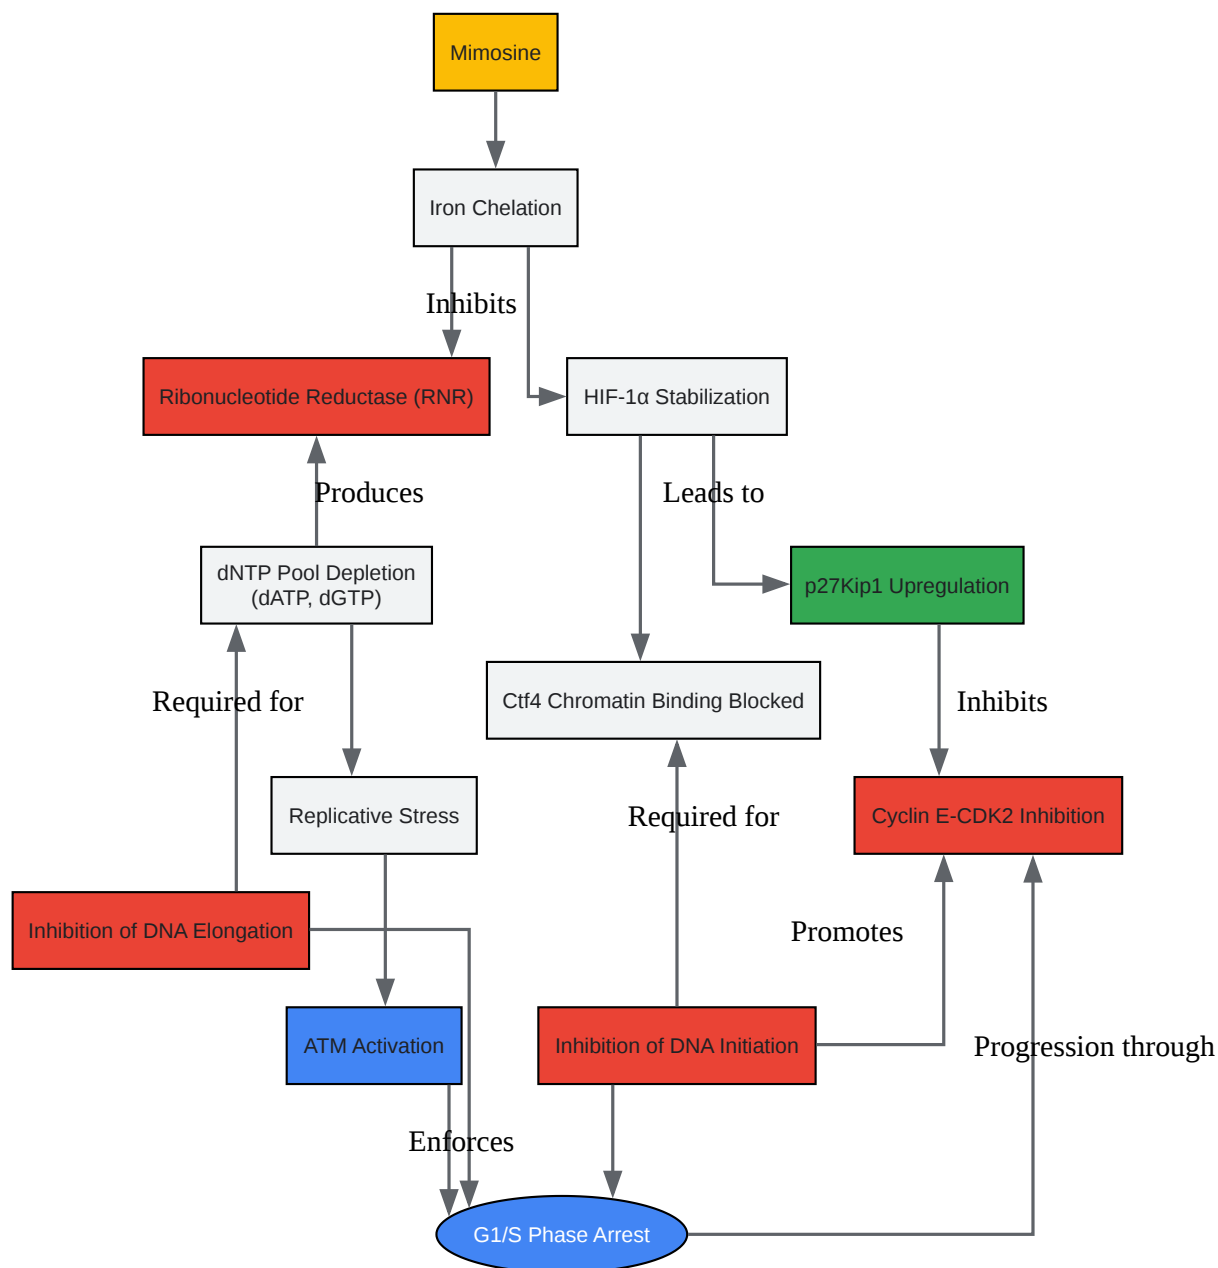 Mimosine
Iron Chelation
Inhibits
Ribonucleotide Reductase (RNR)
HIF-1α Stabilization
Produces
Leads to
dNTP Pool Depletion
(dATP, dGTP)
p27Kip1 Upregulation
Required for
Ctf4 Chromatin Binding Blocked
Inhibits
Replicative Stress
Required for
Cyclin E-CDK2 Inhibition
Inhibition of DNA Elongation
Promotes
ATM Activation
Inhibition of DNA Initiation
Progression through
Enforces
G1/S Phase Arrest